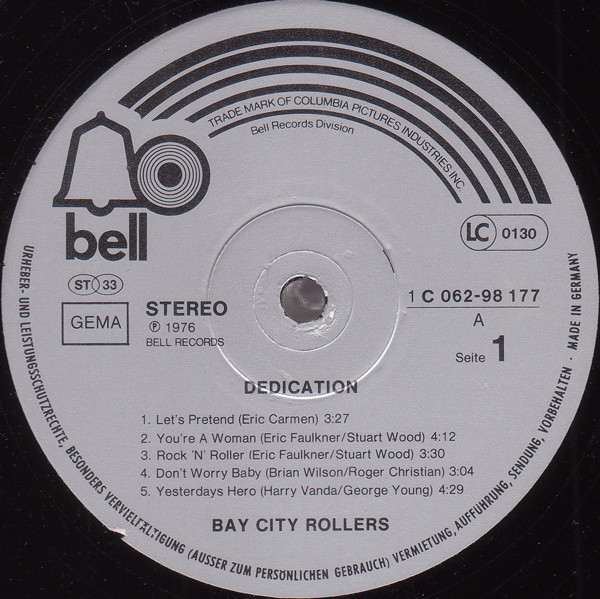 TRADE MARK OF COLUMBIA PICTURES INDUSTRIES INC.
Bell Records Division
bell
LC 0130
ST 33
GEMA
STEREO
Ⓟ 1976
BELL RECORDS
1 C 062-98 177
A
Seite 1
DEDICATION
1. Let's Pretend (Eric Carmen) 3:27
2. You're A Woman (Eric Faulkner/Stuart Wood) 4:12
3. Rock 'N' Roller (Eric Faulkner/Stuart Wood) 3:30
4. Don't Worry Baby (Brian Wilson/Roger Christian) 3:04
5. Yesterdays Hero (Harry Vanda/George Young) 4:29
BAY CITY ROLLERS
URHEBER- UND LEISTUNGSSCHUTZRECHTE, BESONDERS VERVIELFÄLTIGUNG (AUSSER ZUM PERSÖNLICHEN GEBRAUCH) VERMIETUNG, AUFFÜHRUNG, SENDUNG, VORBEHALTEN · MADE IN GERMANY